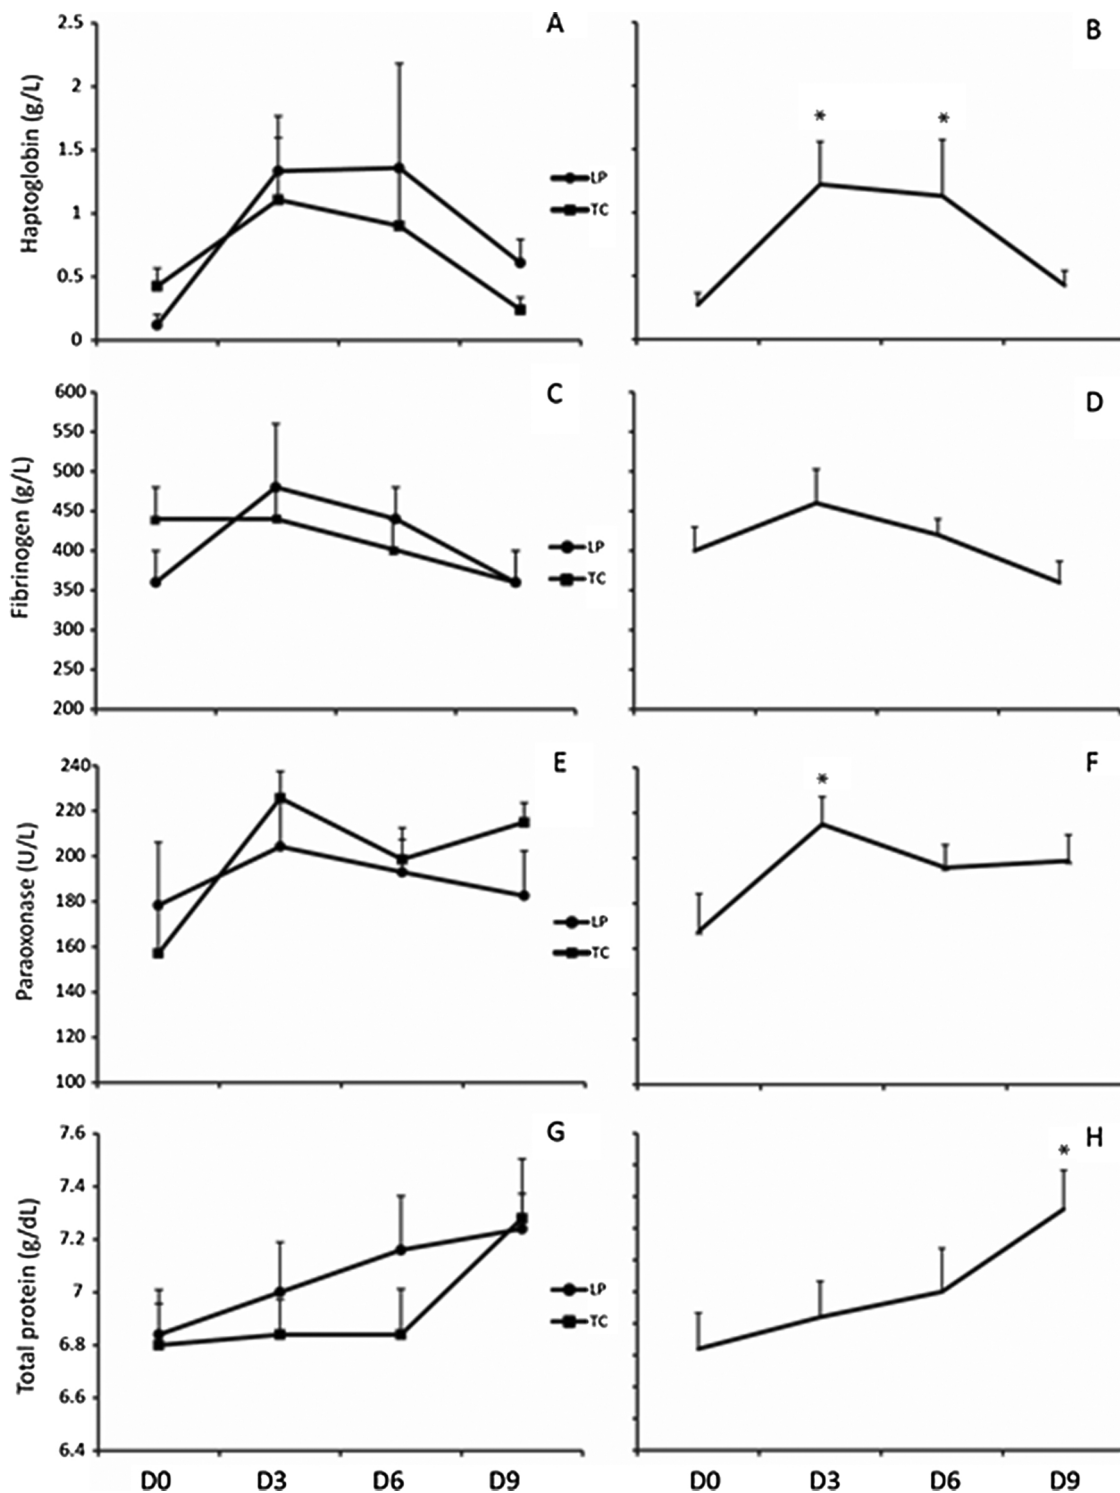 A
B
Haptoglobin (g/L)
2.5
2
1.5
1
0.5
0
* *
LP
TC
C
D
Fibrinogen (g/L)
600
550
500
450
400
350
300
250
200
LP
TC
E
F
Paraoxonase (U/L)
240
220
200
180
160
140
120
100
*
LP
TC
G
H
Total protein (g/dL)
7.6
7.4
7.2
7
6.8
6.6
6.4
*
LP
TC
D0 D3 D6 D9 D0 D3 D6 D9